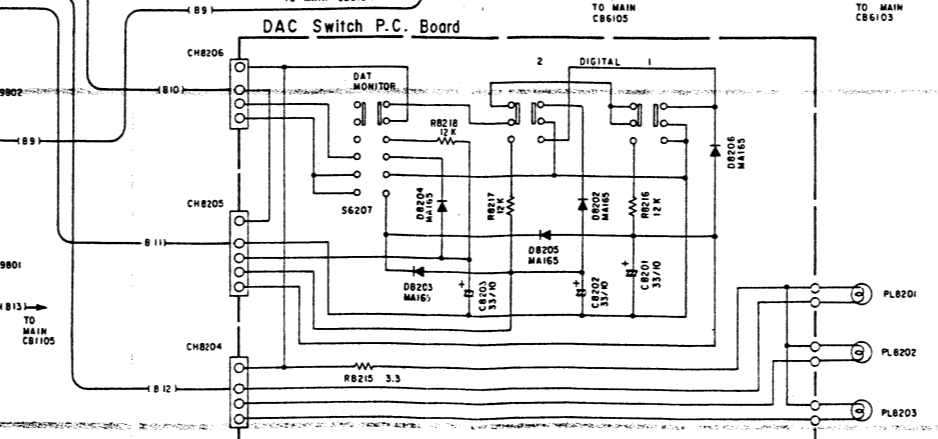 (B9)
TO MAIN
CB6105
TO MAIN
CB6103
DAC Switch P.C. Board
CH8206
2 DIGITAL 1
DAT
MONITOR
9802
(B10)
R8218
12K
(B9)
D8206
MA165
D8204
MA165
R8217
12K
D8202
MA165
R8216
12K
CH8205
S6207
B11)
D8205
MA165
9801
D8203
MA165
C8203
33/10
C8202
33/10
C8201
33/10
PL8201
(B13)
TO
MAIN
CB1105
CH8204
PL8202
R8215 3.3
(B12)
PL8203